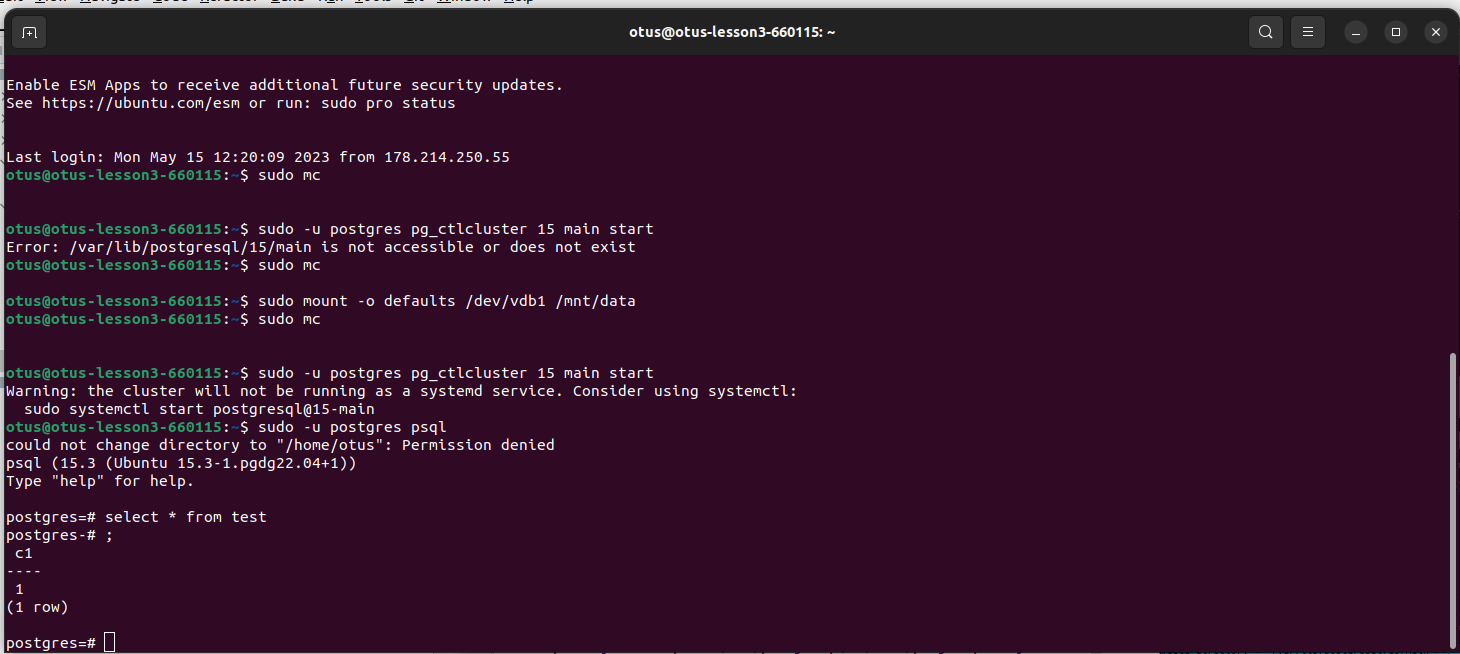 otus@otus-lesson3-660115: ~
Enable ESM Apps to receive additional future security updates.
See https://ubuntu.com/esm or run: sudo pro status
Last login: Mon May 15 12:20:09 2023 from 178.214.250.55
otus@otus-lesson3-660115:~$ sudo mc
otus@otus-lesson3-660115:~$ sudo -u postgres pg_ctlcluster 15 main start
Error: /var/lib/postgresql/15/main is not accessible or does not exist
otus@otus-lesson3-660115:~$ sudo mc
otus@otus-lesson3-660115:~$ sudo mount -o defaults /dev/vdb1 /mnt/data
otus@otus-lesson3-660115:~$ sudo mc
otus@otus-lesson3-660115:~$ sudo -u postgres pg_ctlcluster 15 main start
Warning: the cluster will not be running as a systemd service. Consider using systemctl:
  sudo systemctl start postgresql@15-main
otus@otus-lesson3-660115:~$ sudo -u postgres psql
could not change directory to "/home/otus": Permission denied
psql (15.3 (Ubuntu 15.3-1.pgdg22.04+1))
Type "help" for help.
postgres=# select * from test
postgres-# ;
 c1
----
 1
(1 row)
postgres=#